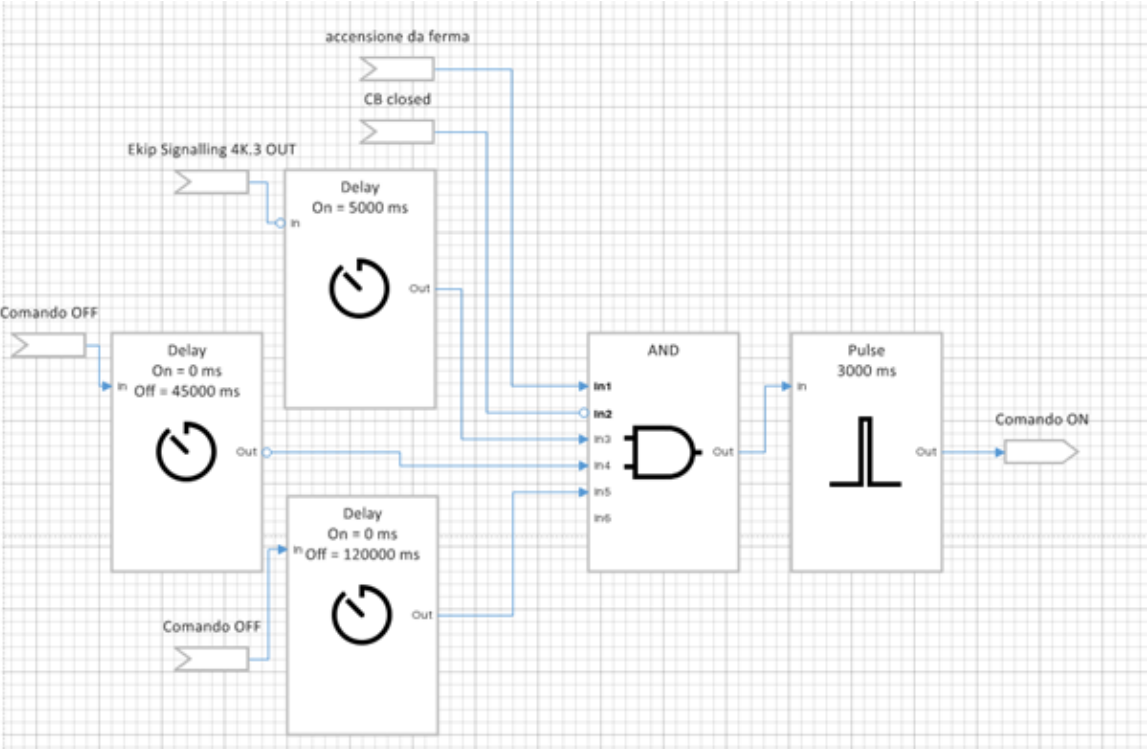 accensione da ferma
CB closed
Ekip Signalling 4K.3 OUT
Delay
On = 5000 ms
In
Out
Comando OFF
Delay
On = 0 ms
Off = 45000 ms
In
Out
Delay
On = 0 ms
Off = 120000 ms
In
Out
Comando OFF
AND
In1
In2
In3
In4
In5
In6
Out
Pulse
3000 ms
In
Out
Comando ON